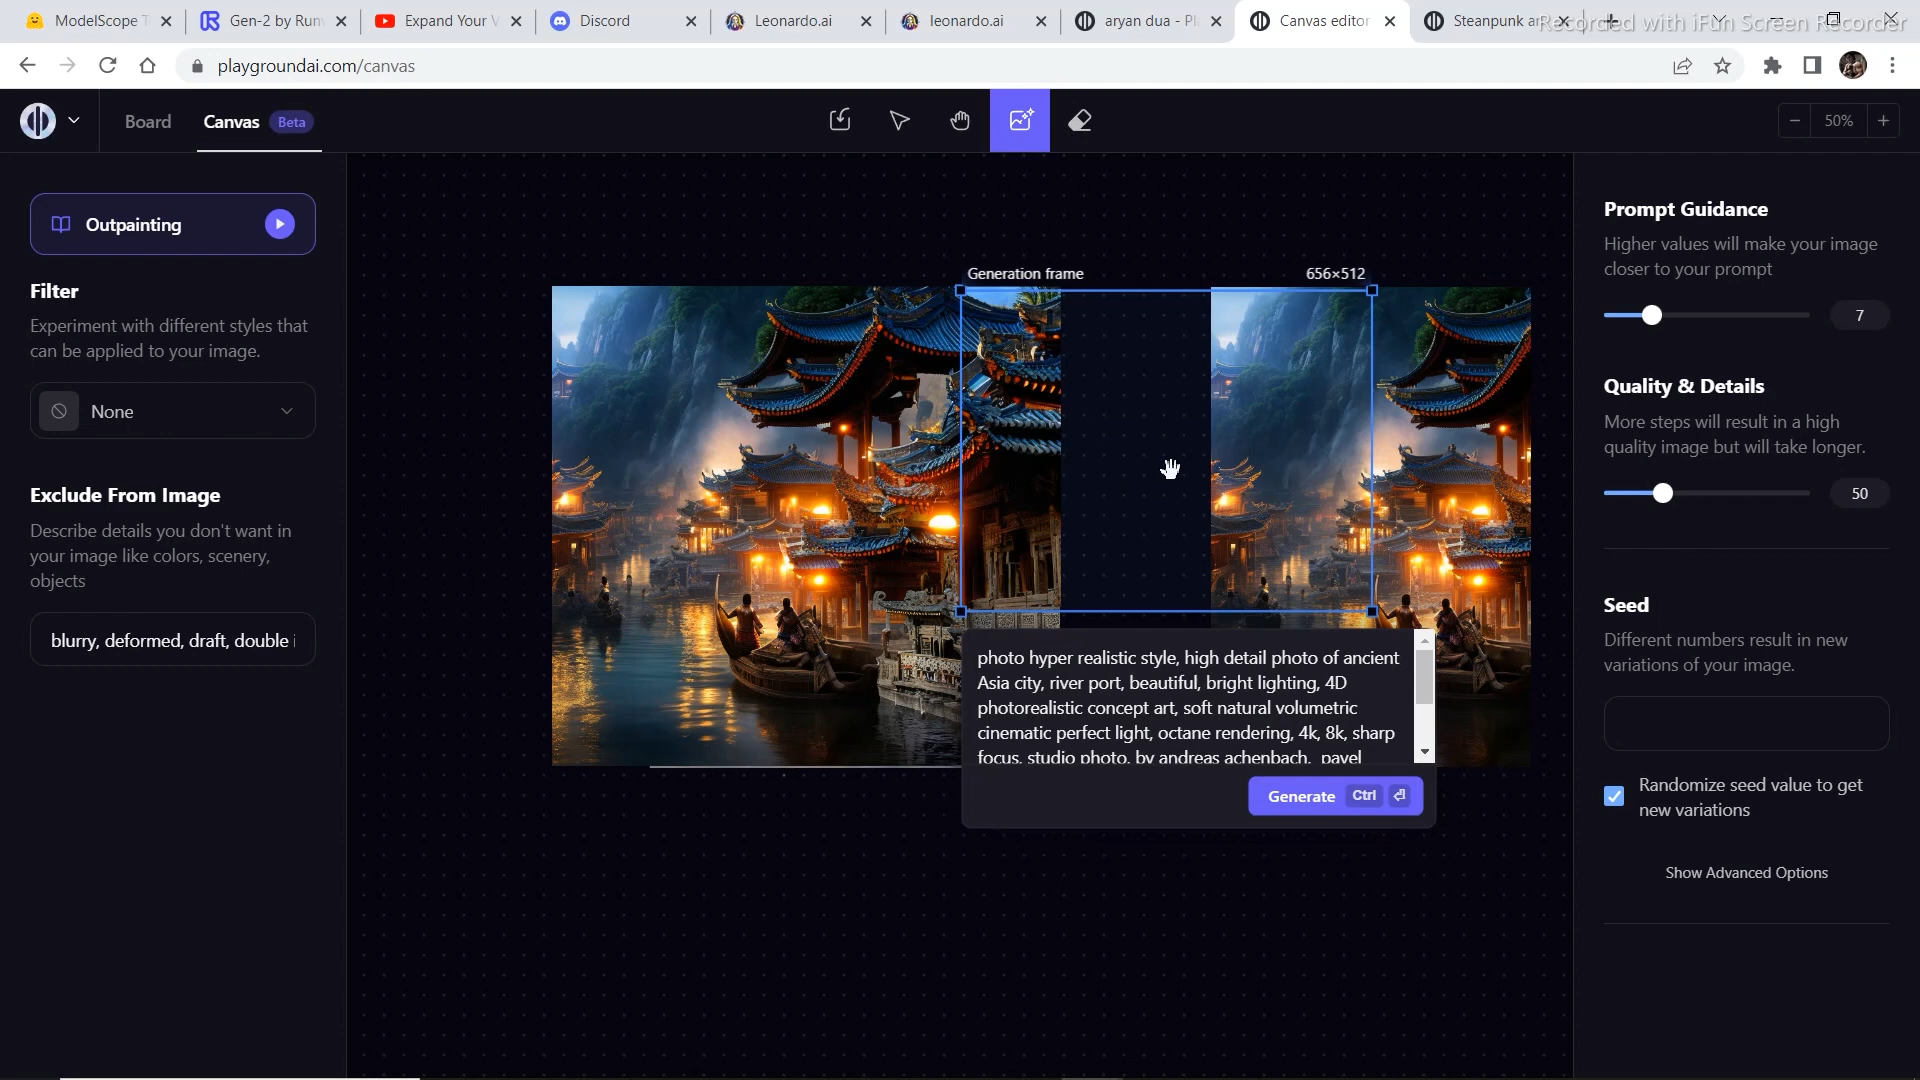 ModelScope T
Gen-2 by Run
Expand Your V
Discord
Leonardo.ai
leonardo.ai
aryan dua - Pl
Canvas editor
Steanpunk ar
Recorded with iFun Screen Recorder
playgroundai.com/canvas
Board
Canvas
Beta
50%
Outpainting
Filter
Experiment with different styles that
can be applied to your image.
None
Exclude From Image
Describe details you don't want in
your image like colors, scenery,
objects
blurry, deformed, draft, double i
Generation frame
656×512
photo hyper realistic style, high detail photo of ancient
Asia city, river port, beautiful, bright lighting, 4D
photorealistic concept art, soft natural volumetric
cinematic perfect light, octane rendering, 4k, 8k, sharp
focus, studio photo, by andreas achenbach, pavel
Generate Ctrl
Prompt Guidance
Higher values will make your image
closer to your prompt
7
Quality & Details
More steps will result in a high
quality image but will take longer.
50
Seed
Different numbers result in new
variations of your image.
Randomize seed value to get
new variations
Show Advanced Options